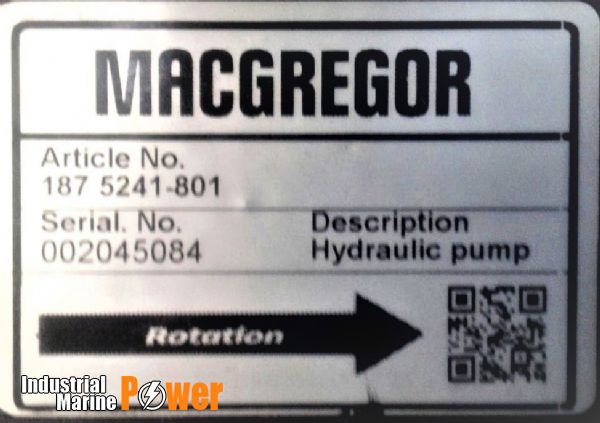 MACGREGOR
Article No.
187 5241-801
Serial. No. Description
002045084 Hydraulic pump
Rotation
Industrial
Marine Power